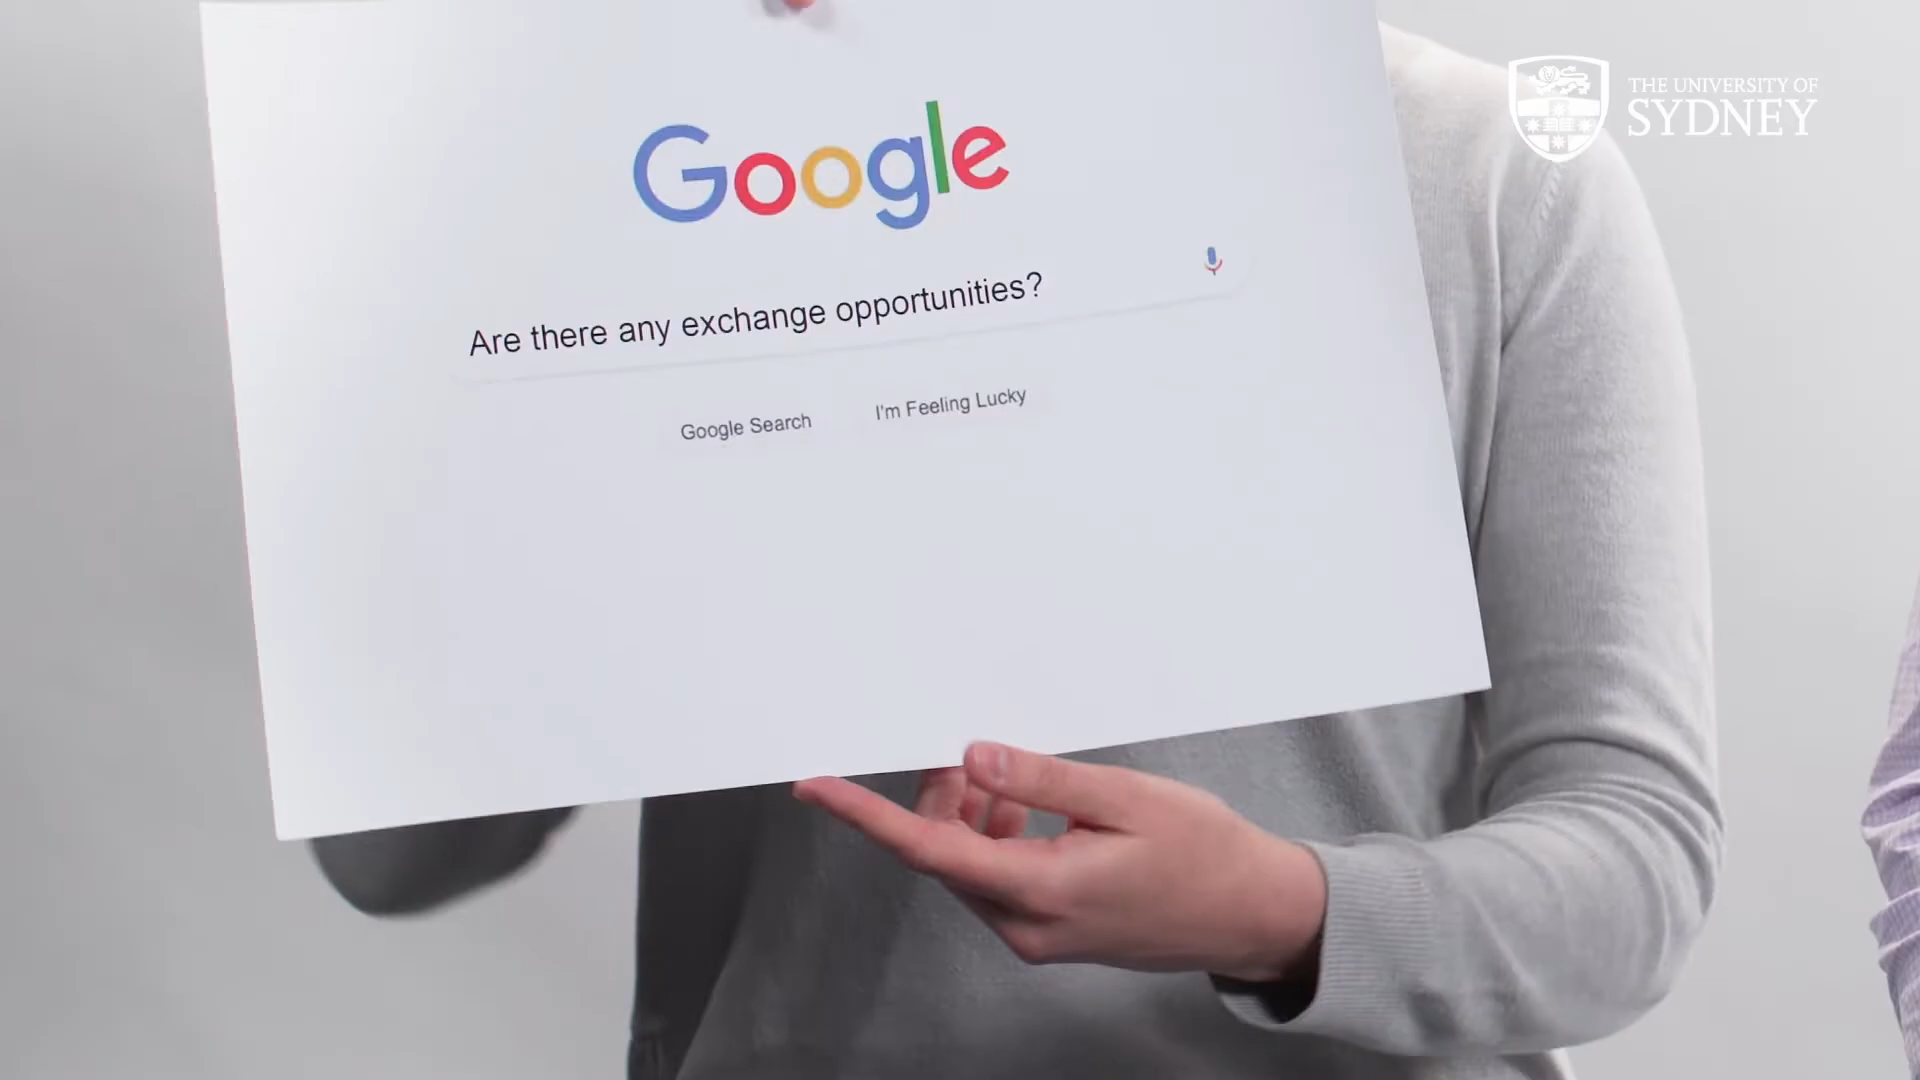 THE UNIVERSITY OF
SYDNEY
Google
Are there any exchange opportunities?
Google Search
I'm Feeling Lucky